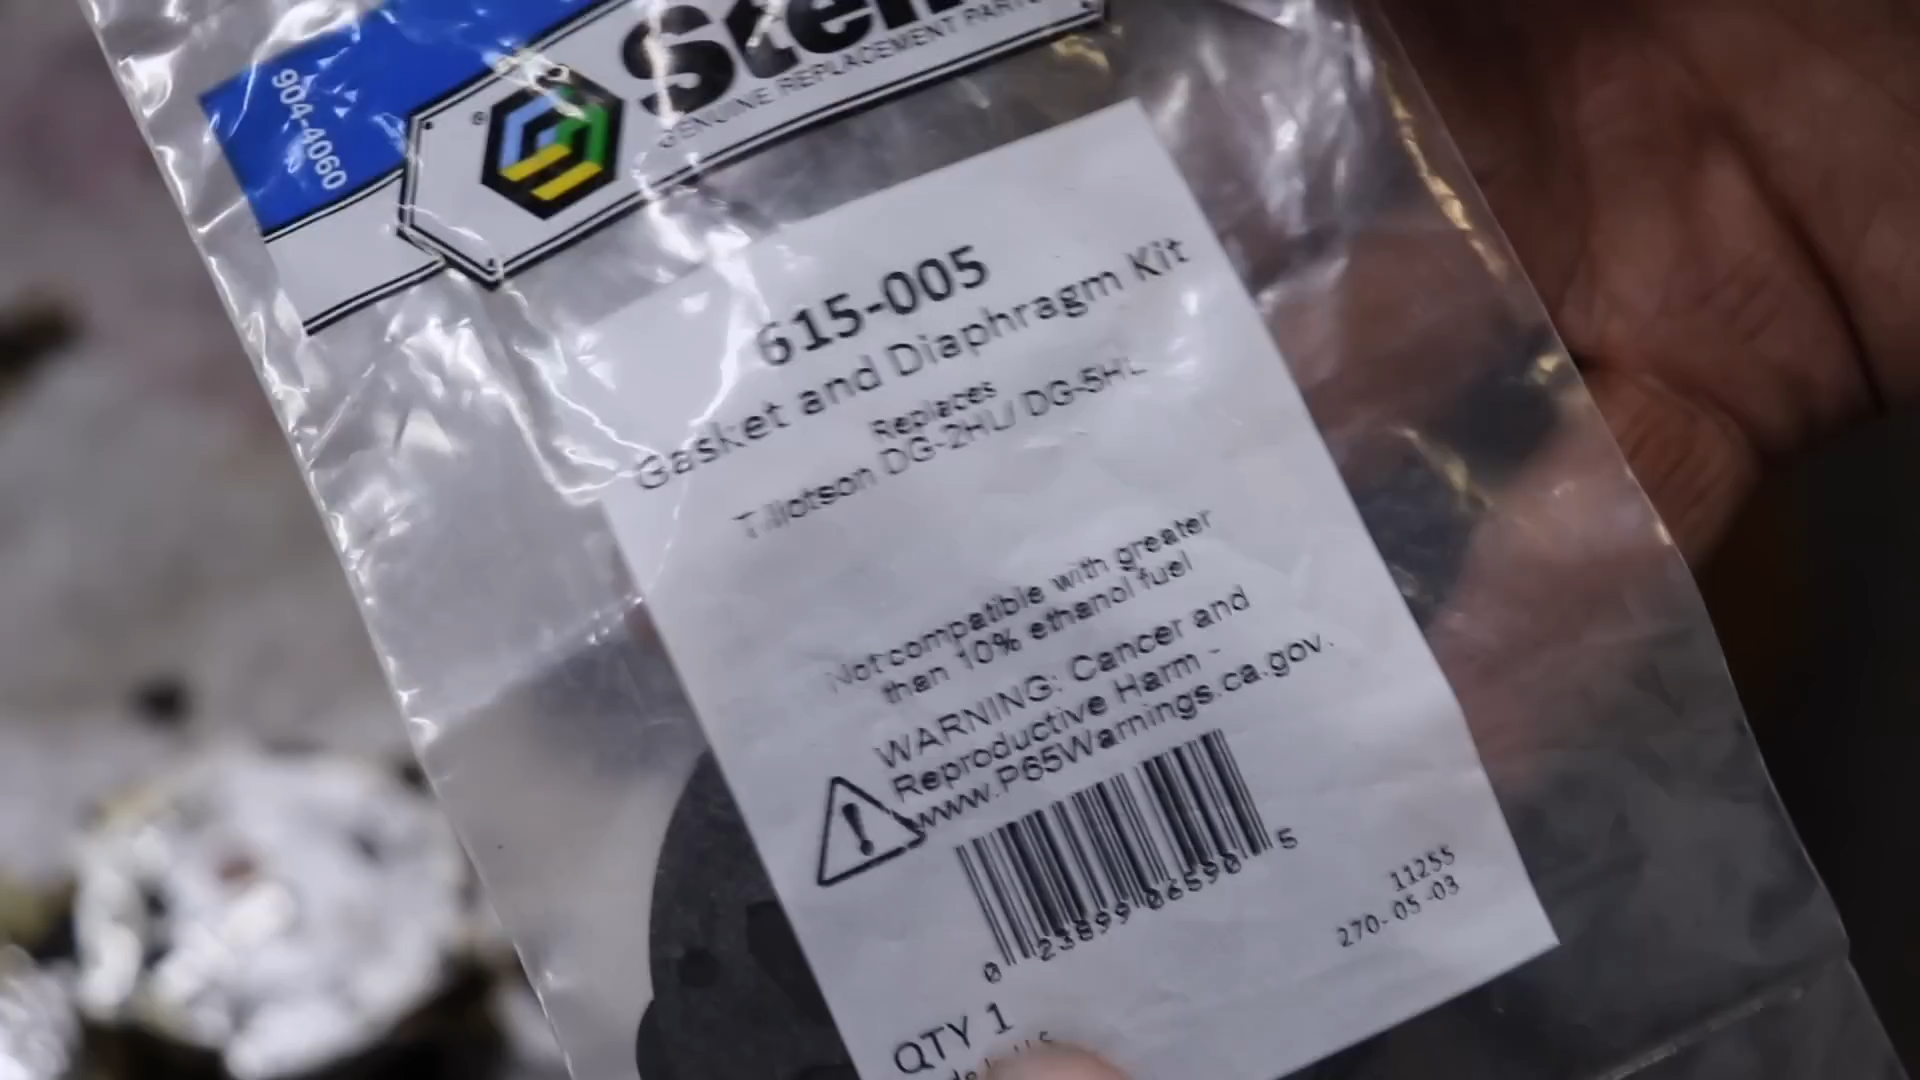 904-4060
®
GENUINE REPLACEMENT PARTS
615-005
Gasket and Diaphragm Kit
Replaces
Tillotson DG-2HL/ DG-5HL
Not compatible with greater
than 10% ethanol fuel
WARNING: Cancer and
Reproductive Harm -
www.P65Warnings.ca.gov.
0 23899 06590 5
11255
270-05-03
QTY 1